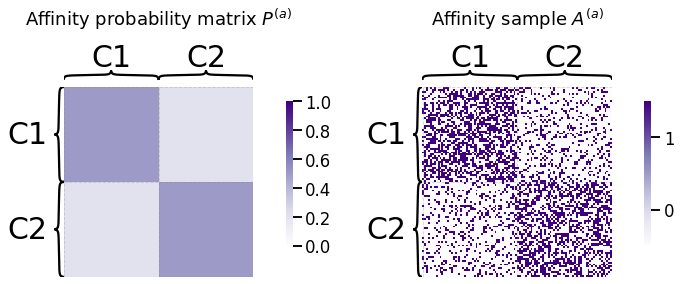 Affinity probability matrix P^(a)
C1 C2
C1
C2
1.0
0.8
0.6
0.4
0.2
0.0
Affinity sample A^(a)
C1 C2
C1
C2
1
0